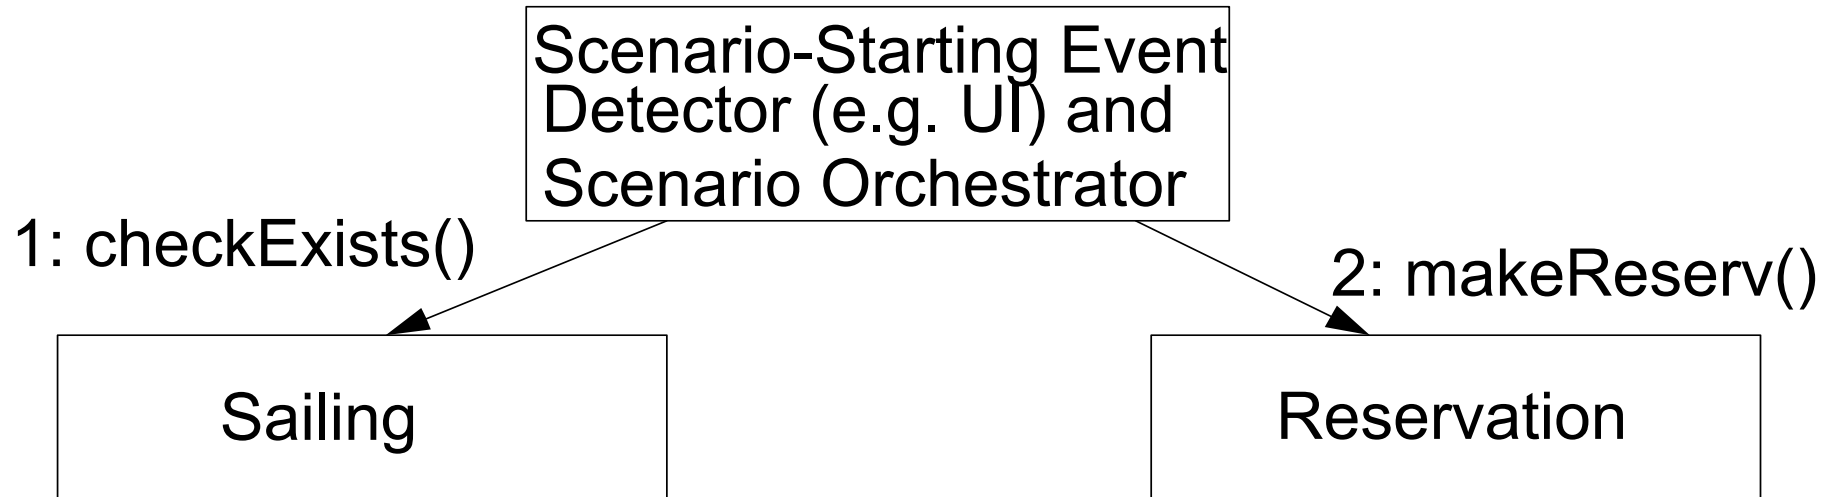 Scenario-Starting Event
Detector (e.g. UI) and
Scenario Orchestrator
1: checkExists()
2: makeReserv()
Sailing
Reservation